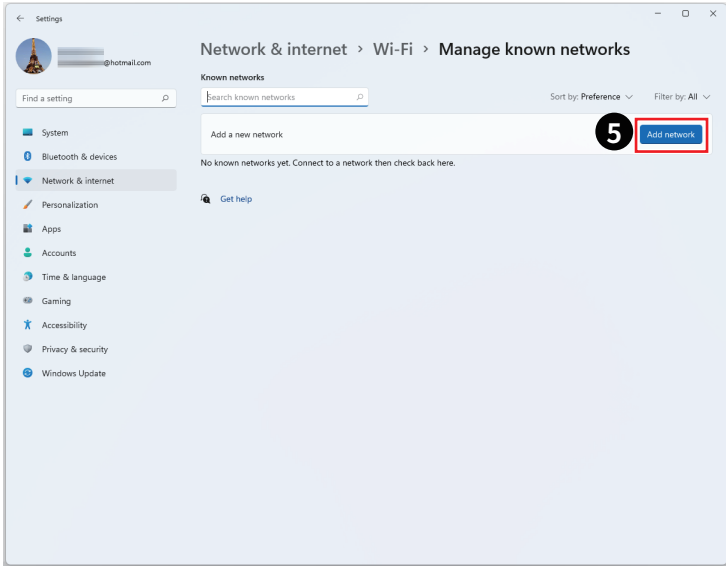 Settings
@hotmail.com
Network & internet > Wi-Fi > Manage known networks
Known networks
Find a setting
Search known networks
Sort by: Preference
Filter by: All
System
Add a new network
5
Add network
Bluetooth & devices
No known networks yet. Connect to a network then check back here.
Network & internet
Get help
Personalization
Apps
Accounts
Time & language
Gaming
Accessibility
Privacy & security
Windows Update